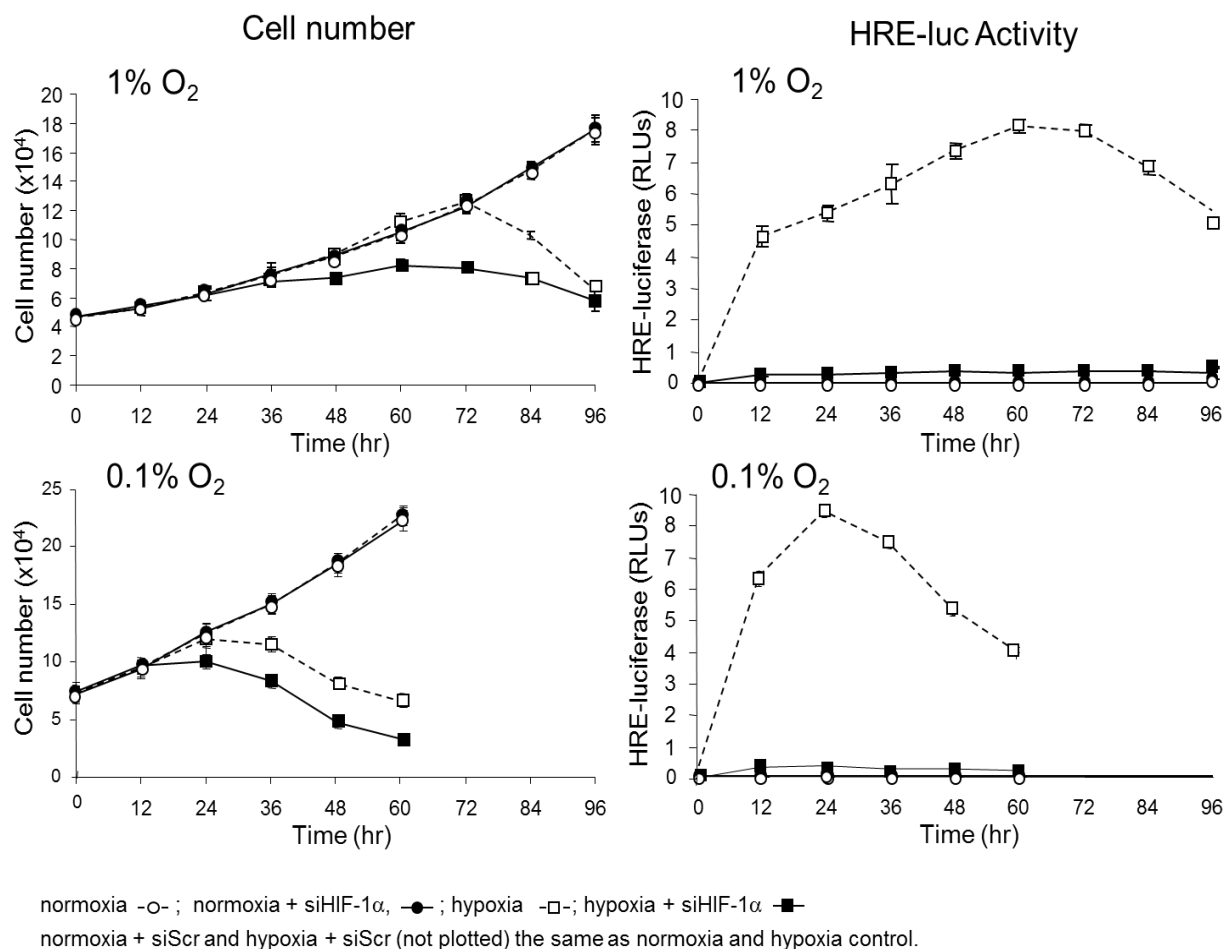 Cell number
1% O₂
Cell number (x10⁴)
20
18
16
14
12
10
8
6
4
2
0
0 12 24 36 48 60 72 84 96
Time (hr)
HRE-luc Activity
1% O₂
HRE-luciferase (RLUs)
10
9
8
7
6
5
4
3
2
1
0
0 12 24 36 48 60 72 84 96
Time (hr)
0.1% O₂
Cell number (x10⁴)
25
20
15
10
5
0
0 12 24 36 48 60 72 84 96
Time (hr)
0.1% O₂
HRE-luciferase (RLUs)
10
9
8
7
6
5
4
3
2
1
0
0 12 24 36 48 60 72 84 96
Time (hr)
normoxia -○- ; normoxia + siHIF-1α, -●- ; hypoxia -□-; hypoxia + siHIF-1α -■-
normoxia + siScr and hypoxia + siScr (not plotted) the same as normoxia and hypoxia control.